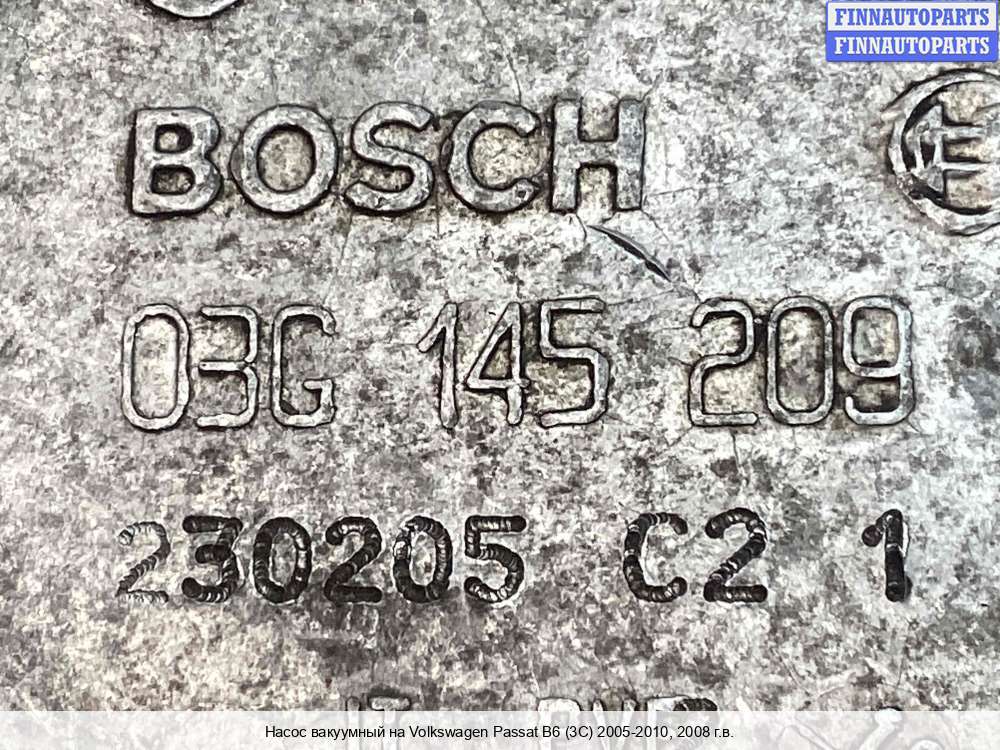 FINNAUTOPARTS
FINNAUTOPARTS
BOSCH
03G 145 209
230205 C2 1
Насос вакуумный на Volkswagen Passat B6 (3C) 2005-2010, 2008 г.в.